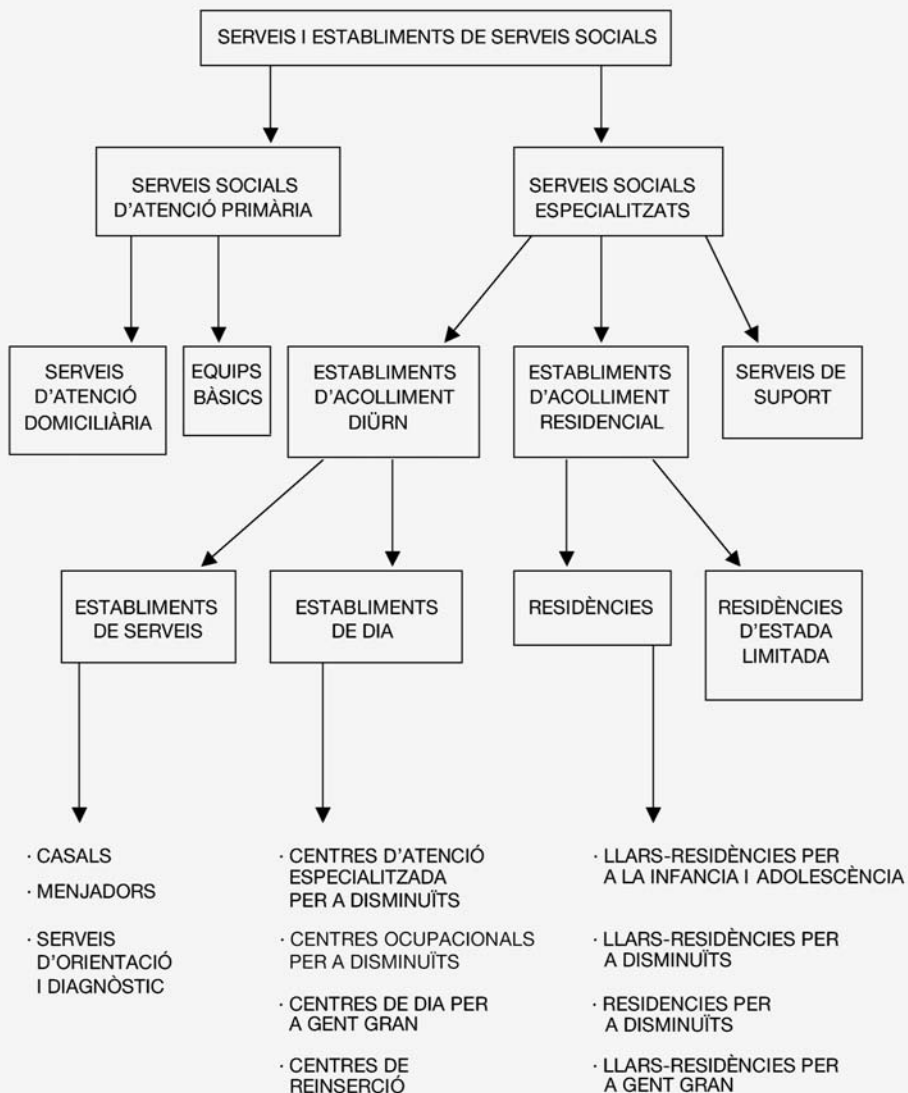 SERVEIS I ESTABLIMENTS DE SERVEIS SOCIALS
SERVEIS SOCIALS
D'ATENCIÓ PRIMÀRIA
SERVEIS SOCIALS
ESPECIALITZATS
SERVEIS
D'ATENCIÓ
DOMICILIÀRIA
EQUIPS
BÀSICS
ESTABLIMENTS
D'ACOLLIMENT
DIÜRN
ESTABLIMENTS
D'ACOLLIMENT
RESIDENCIAL
SERVEIS DE
SUPORT
ESTABLIMENTS
DE SERVEIS
ESTABLIMENTS
DE DIA
RESIDÈNCIES
RESIDÈNCIES
D'ESTADA
LIMITADA
· CASALS
· MENJADORS
· SERVEIS
D'ORIENTACIÓ
I DIAGNÒSTIC
· CENTRES D'ATENCIÓ
ESPECIALITZADA
PER A DISMINUÏTS
· CENTRES OCUPACIONALS
PER A DISMINUÏTS
· CENTRES DE DIA PER
A GENT GRAN
· CENTRES DE
REINSERCIÓ
· LLARS-RESIDÈNCIES PER
A LA INFANCIA I ADOLESCÈNCIA
· LLARS-RESIDÈNCIES PER
A DISMINUÏTS
· RESIDENCIES PER
A DISMINUÏTS
· LLARS-RESIDÈNCIES PER
A GENT GRAN